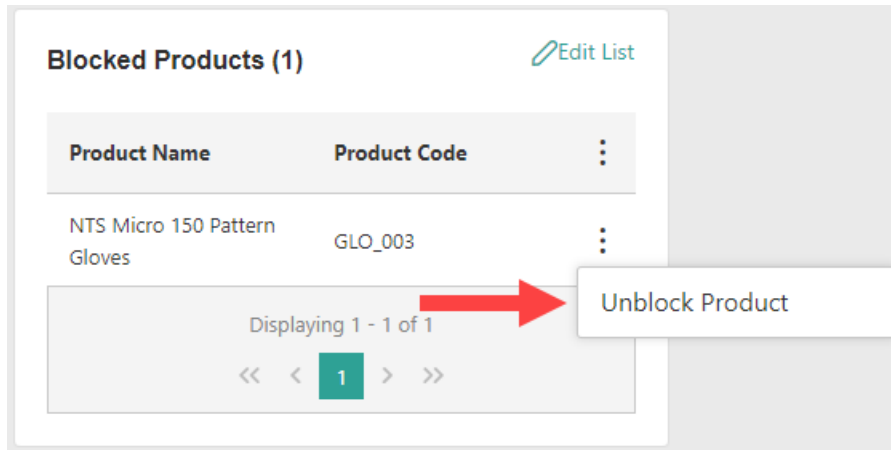 Blocked Products (1)
Edit List
Product Name Product Code
NTS Micro 150 Pattern
Gloves
GLO_003
Unblock Product
Displaying 1 - 1 of 1
<< < 1 > >>